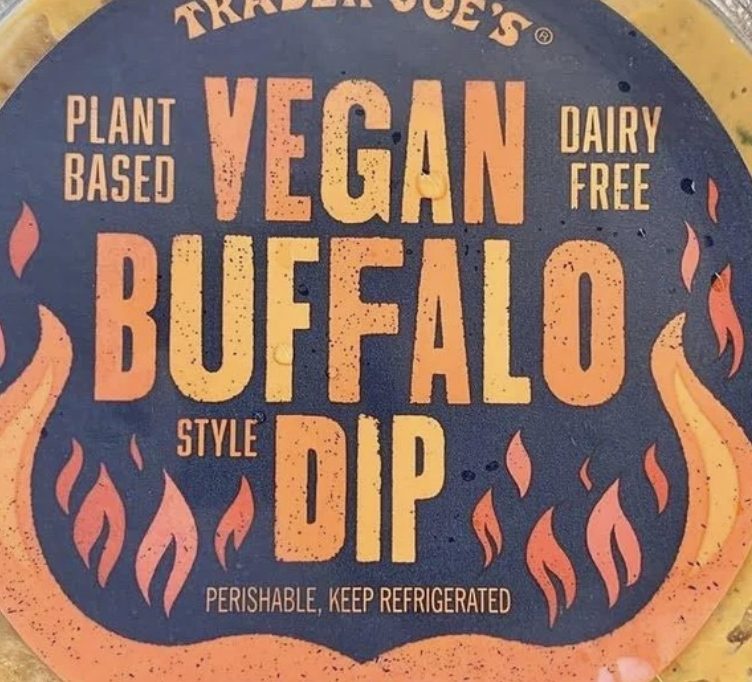 TRADER JOE'S®
PLANT BASED
VEGAN
DAIRY FREE
BUFFALO
STYLE DIP
PERISHABLE, KEEP REFRIGERATED